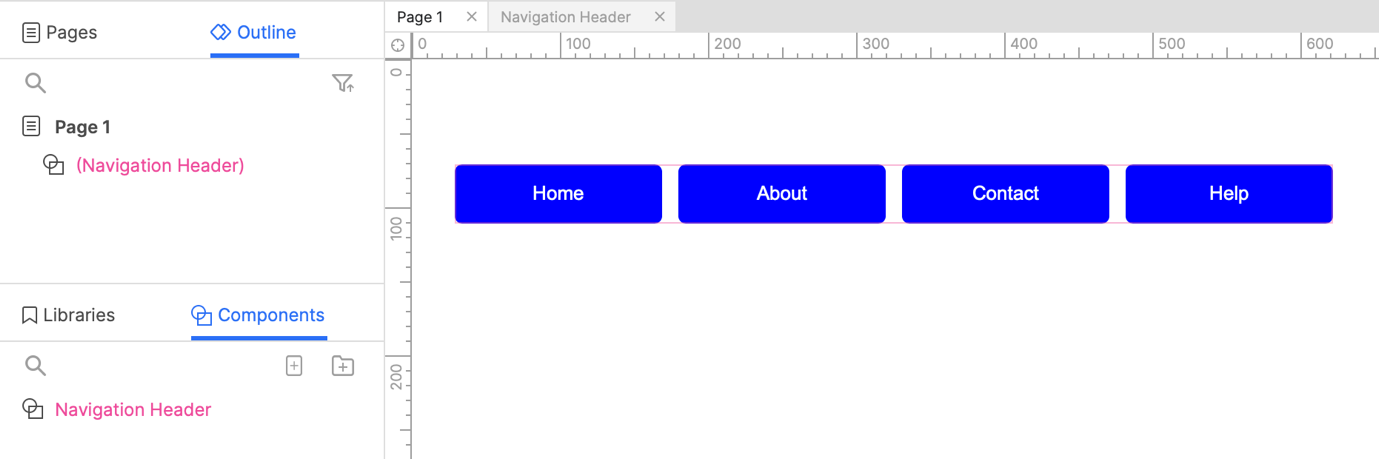 Pages
Outline
Page 1
(Navigation Header)
Libraries
Components
Navigation Header
Page 1
Navigation Header
0 100 200 300 400 500 600
0
100
200
Home
About
Contact
Help